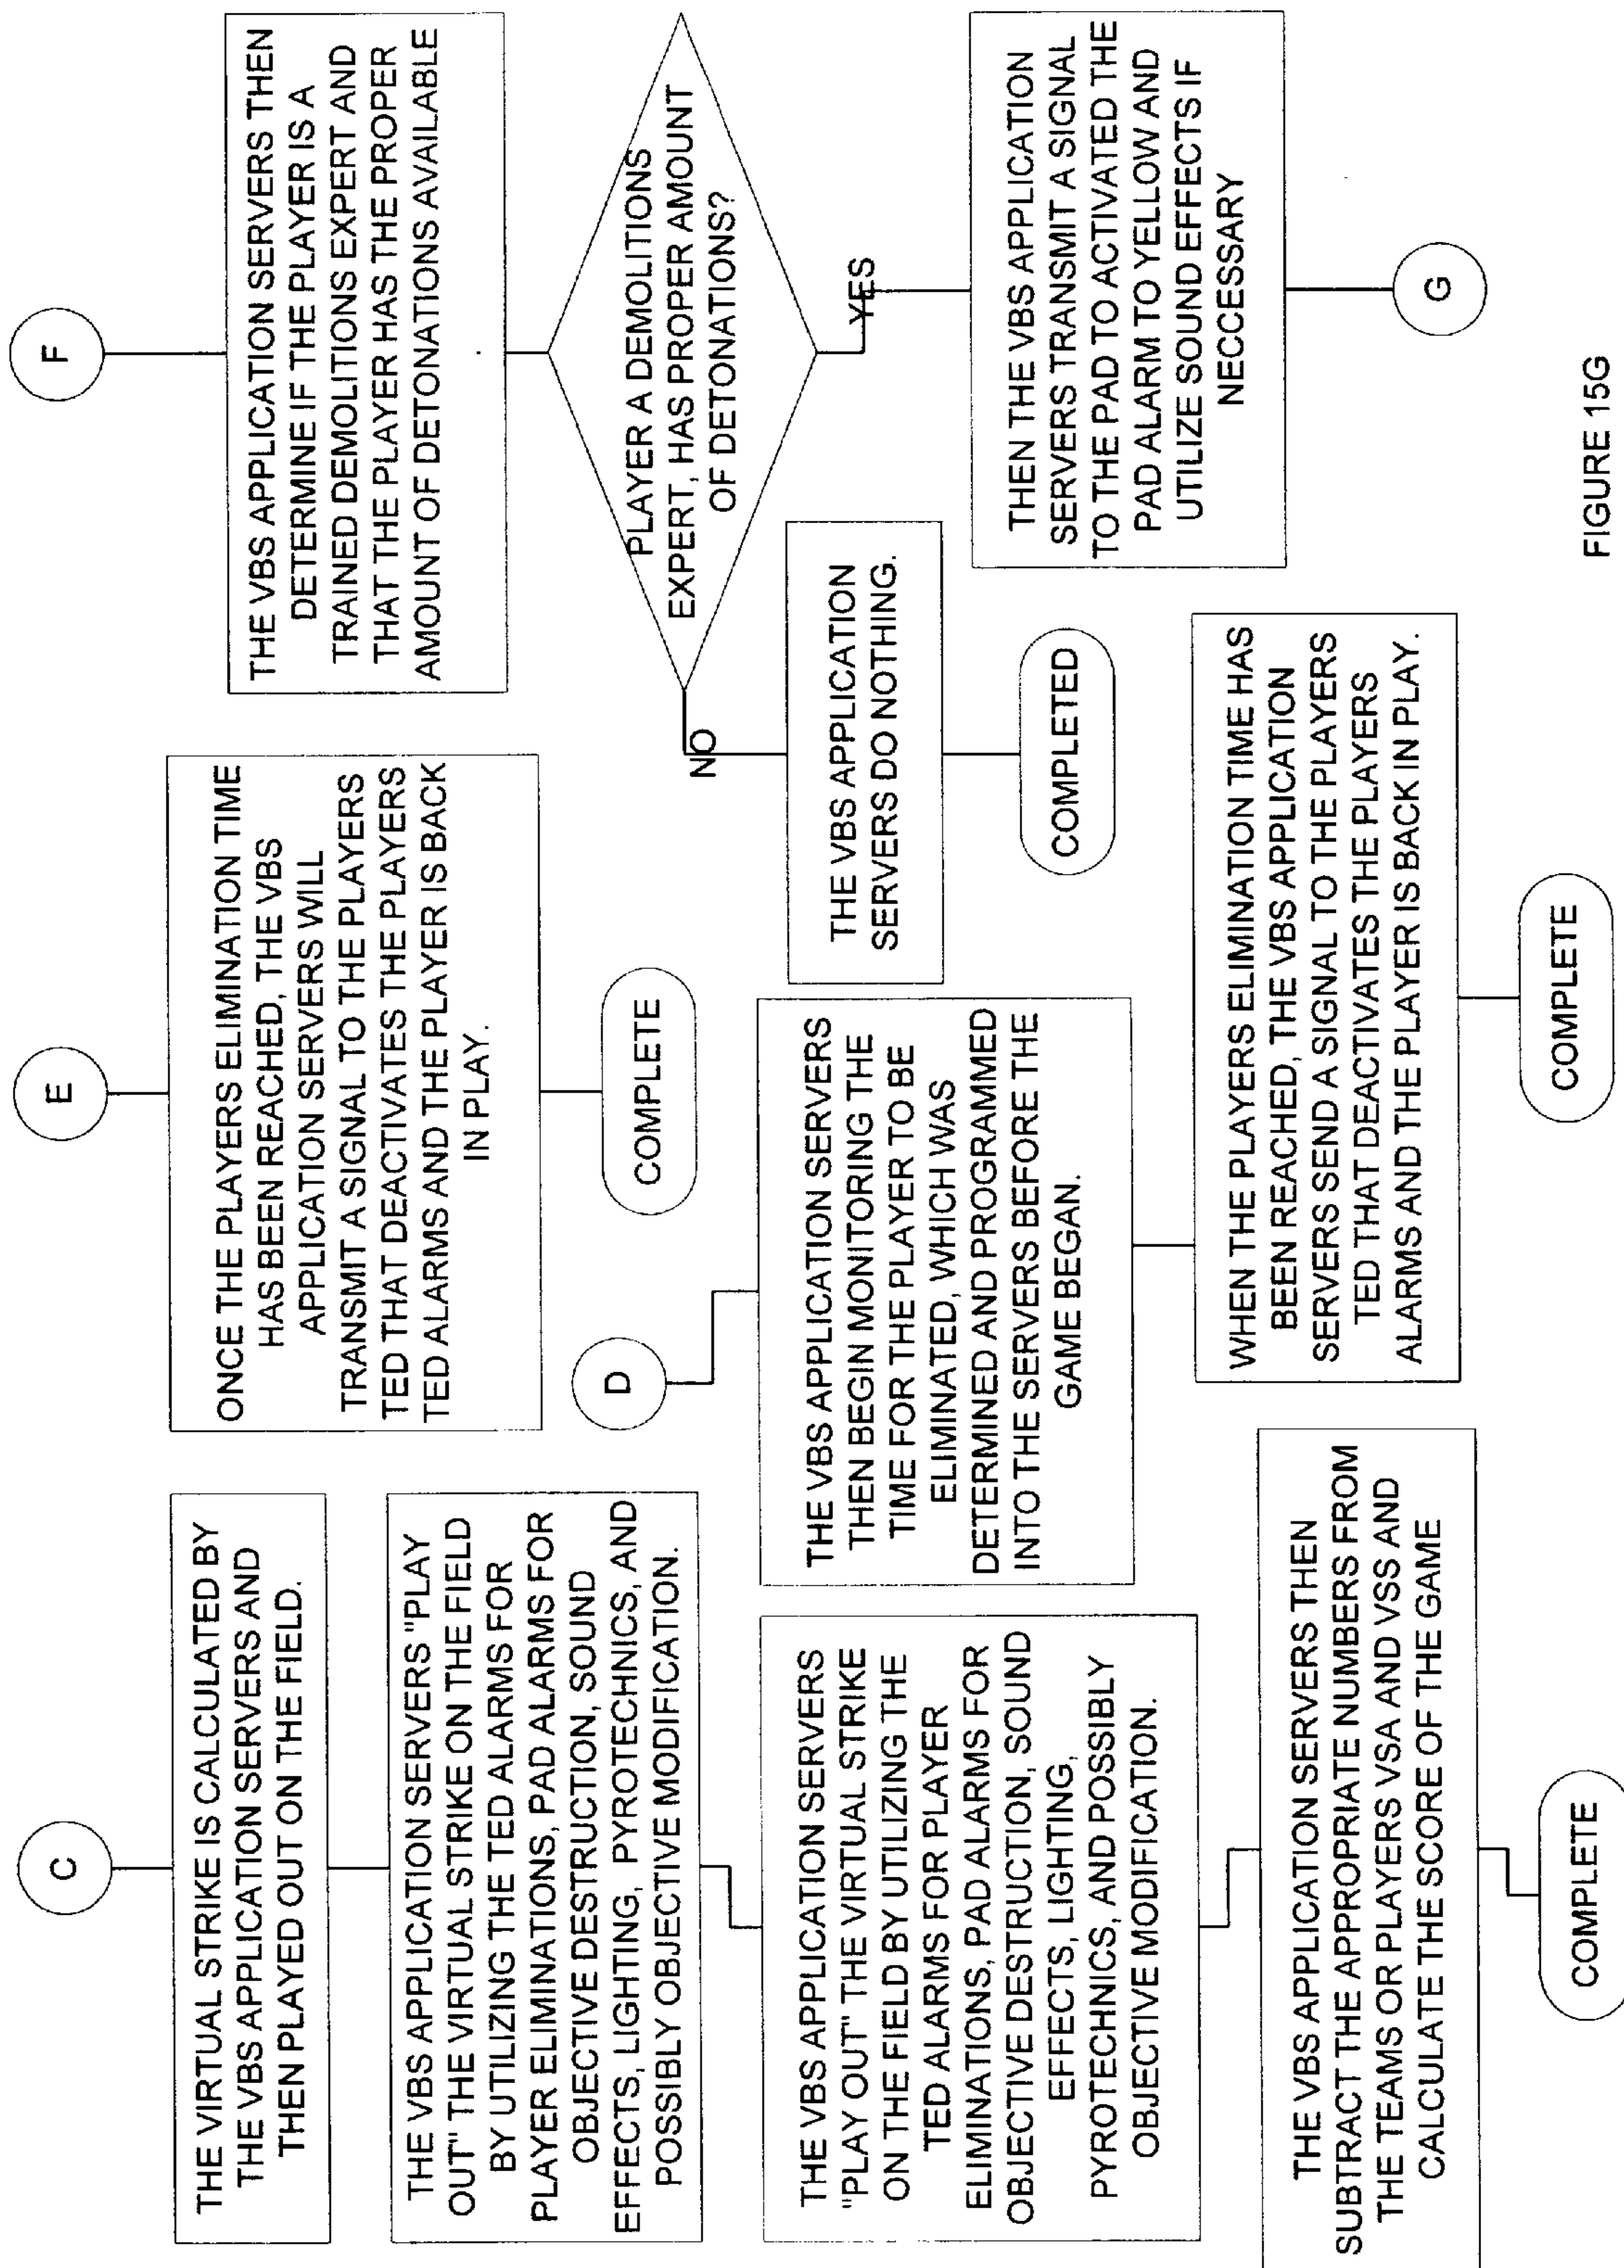 C
THE VIRTUAL STRIKE IS CALCULATED BY
THE VBS APPLICATION SERVERS AND
THEN PLAYED OUT ON THE FIELD.
THE VBS APPLICATION SERVERS "PLAY
OUT" THE VIRTUAL STRIKE ON THE FIELD
BY UTILIZING THE TED ALARMS FOR
PLAYER ELIMINATIONS, PAD ALARMS FOR
OBJECTIVE DESTRUCTION, SOUND
EFFECTS, LIGHTING, PYROTECHNICS, AND
POSSIBLY OBJECTIVE MODIFICATION.
THE VBS APPLICATION SERVERS
"PLAY OUT" THE VIRTUAL STRIKE
ON THE FIELD BY UTILIZING THE
TED ALARMS FOR PLAYER
ELIMINATIONS, PAD ALARMS FOR
OBJECTIVE DESTRUCTION, SOUND
EFFECTS, LIGHTING,
PYROTECHNICS, AND POSSIBLY
OBJECTIVE MODIFICATION.
THE VBS APPLICATION SERVERS THEN
SUBTRACT THE APPROPRIATE NUMBERS FROM
THE TEAMS OR PLAYERS VSA AND VSS AND
CALCULATE THE SCORE OF THE GAME
COMPLETE
E
ONCE THE PLAYERS ELIMINATION TIME
HAS BEEN REACHED, THE VBS
APPLICATION SERVERS WILL
TRANSMIT A SIGNAL TO THE PLAYERS
TED THAT DEACTIVATES THE PLAYERS
TED ALARMS AND THE PLAYER IS BACK
IN PLAY.
COMPLETE
D
THE VBS APPLICATION SERVERS
THEN BEGIN MONITORING THE
TIME FOR THE PLAYER TO BE
ELIMINATED, WHICH WAS
DETERMINED AND PROGRAMMED
INTO THE SERVERS BEFORE THE
GAME BEGAN.
WHEN THE PLAYERS ELIMINATION TIME HAS
BEEN REACHED, THE VBS APPLICATION
SERVERS SEND A SIGNAL TO THE PLAYERS
TED THAT DEACTIVATES THE PLAYERS
ALARMS AND THE PLAYER IS BACK IN PLAY.
COMPLETE
F
THE VBS APPLICATION SERVERS THEN
DETERMINE IF THE PLAYER IS A
TRAINED DEMOLITIONS EXPERT AND
THAT THE PLAYER HAS THE PROPER
AMOUNT OF DETONATIONS AVAILABLE
PLAYER A DEMOLITIONS
EXPERT, HAS PROPER AMOUNT
OF DETONATIONS?
NO
THE VBS APPLICATION
SERVERS DO NOTHING.
COMPLETED
YES
THEN THE VBS APPLICATION
SERVERS TRANSMIT A SIGNAL
TO THE PAD TO ACTIVATED THE
PAD ALARM TO YELLOW AND
UTILIZE SOUND EFFECTS IF
NECCESSARY
G
FIGURE 15G